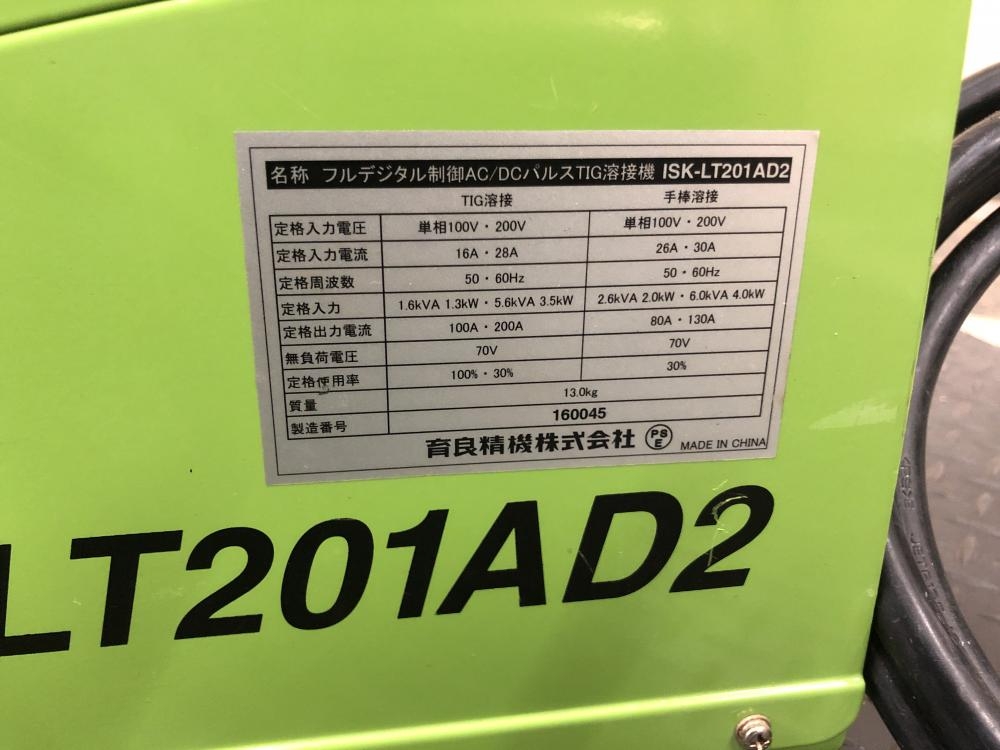 名称 フルデジタル制御AC/DCパルスTIG溶接機 ISK-LT201AD2
TIG溶接 手棒溶接
定格入力電圧 単相100V・200V 単相100V・200V
定格入力電流 16A・28A 26A・30A
定格周波数 50・60Hz 50・60Hz
定格入力 1.6kVA 1.3kW・5.6kVA 3.5kW 2.6kVA 2.0kW・6.0kVA 4.0kW
定格出力電流 100A・200A 80A・130A
無負荷電圧 70V 70V
定格使用率 100%・30% 30%
質量 13.0kg
製造番号 160045
育良精機株式会社 PSE MADE IN CHINA
LT201AD2